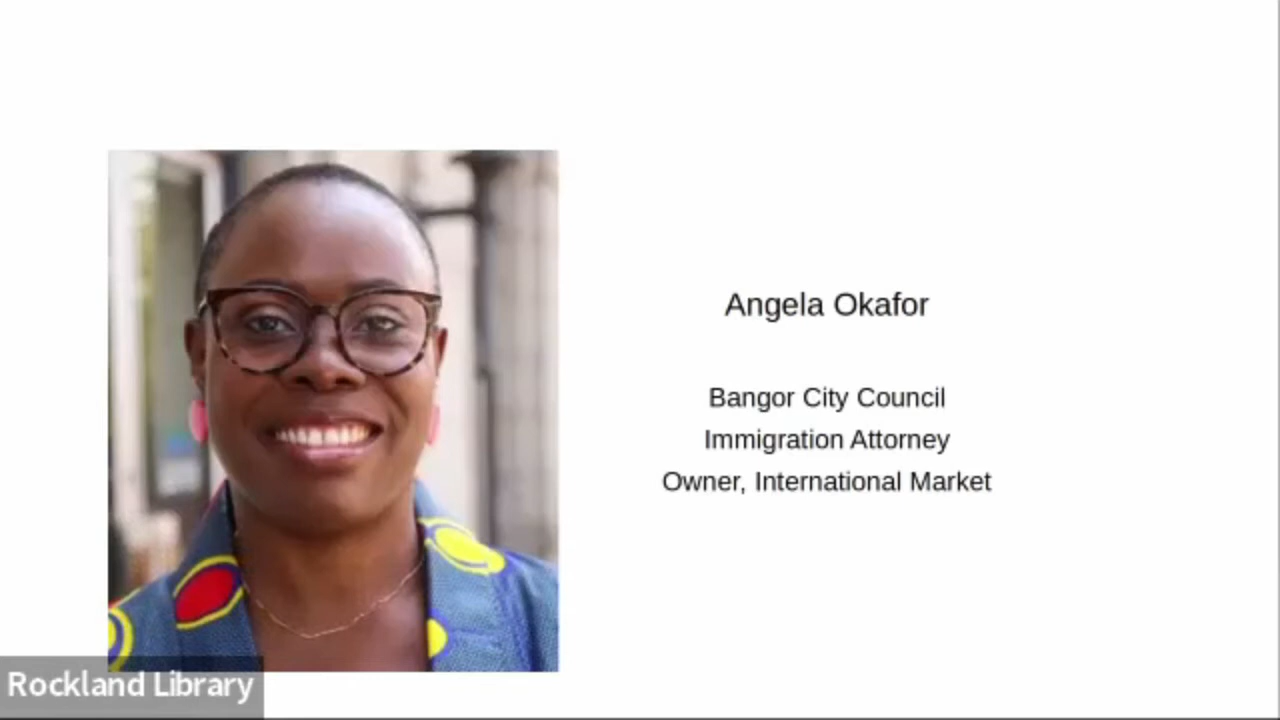 Angela Okafor
Bangor City Council
Immigration Attorney
Owner, International Market
Rockland Library